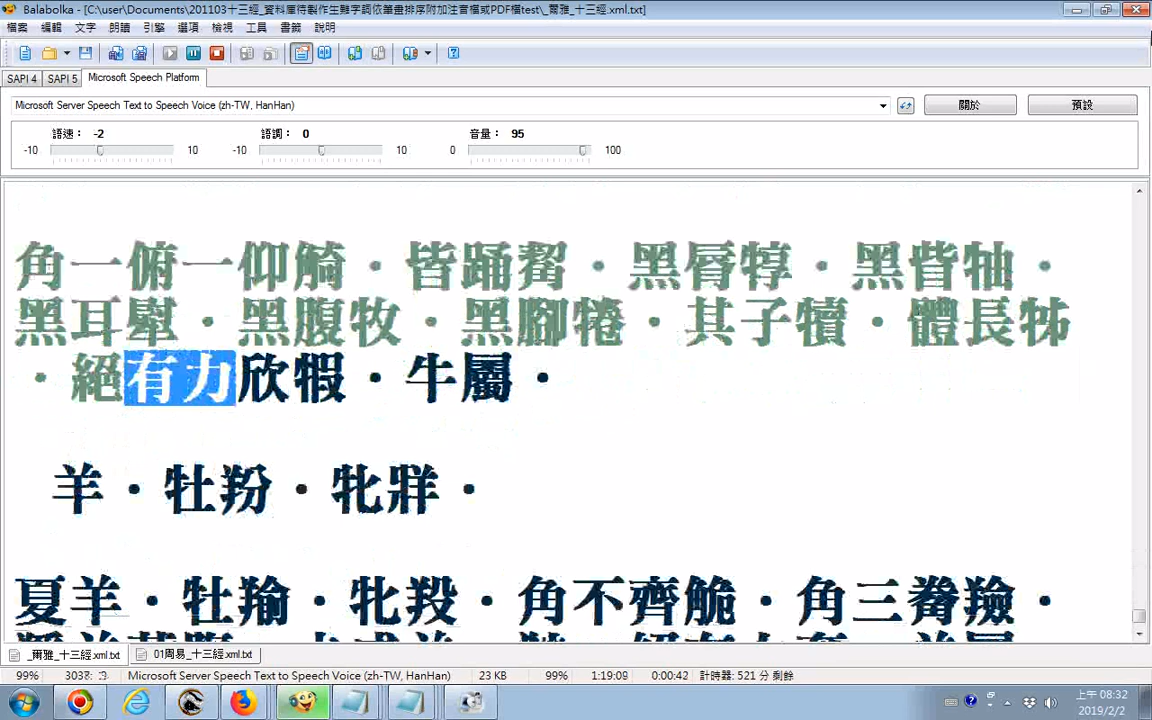 Balabolka - [C:\user\Documents\201103十三經_資料庫待製作生難字詞依筆畫排序附加注音檔或PDF檔test\_爾雅_十三經.xml.txt]
檔案 編輯 文字 朗讀 引擎 選項 檢視 工具 書籤 說明
SAPI 4 SAPI 5 Microsoft Speech Platform
Microsoft Server Speech Text to Speech Voice (zh-TW, HanHan) 關於 預設
語速： -2 語調： 0 音量： 95
-10 10 -10 10 0 100
角一俯一仰觭．皆踊觢．黑脣犉．黑眥牰．
黑耳犚．黑腹牧．黑腳犈．其子犢．體長牬
．絕有力欣犌．牛屬．
羊．牡羒．牝牂．
夏羊．牡羭．牝羖．角不齊觤．角三觠羷．
_爾雅_十三經.xml.txt 01周易_十三經.xml.txt
99% Microsoft Server Speech Text to Speech Voice (zh-TW, HanHan) 23 KB 99% 1:19:09 0:00:42 計時器: 521 分 剩餘
上午 08:32
2019/2/2